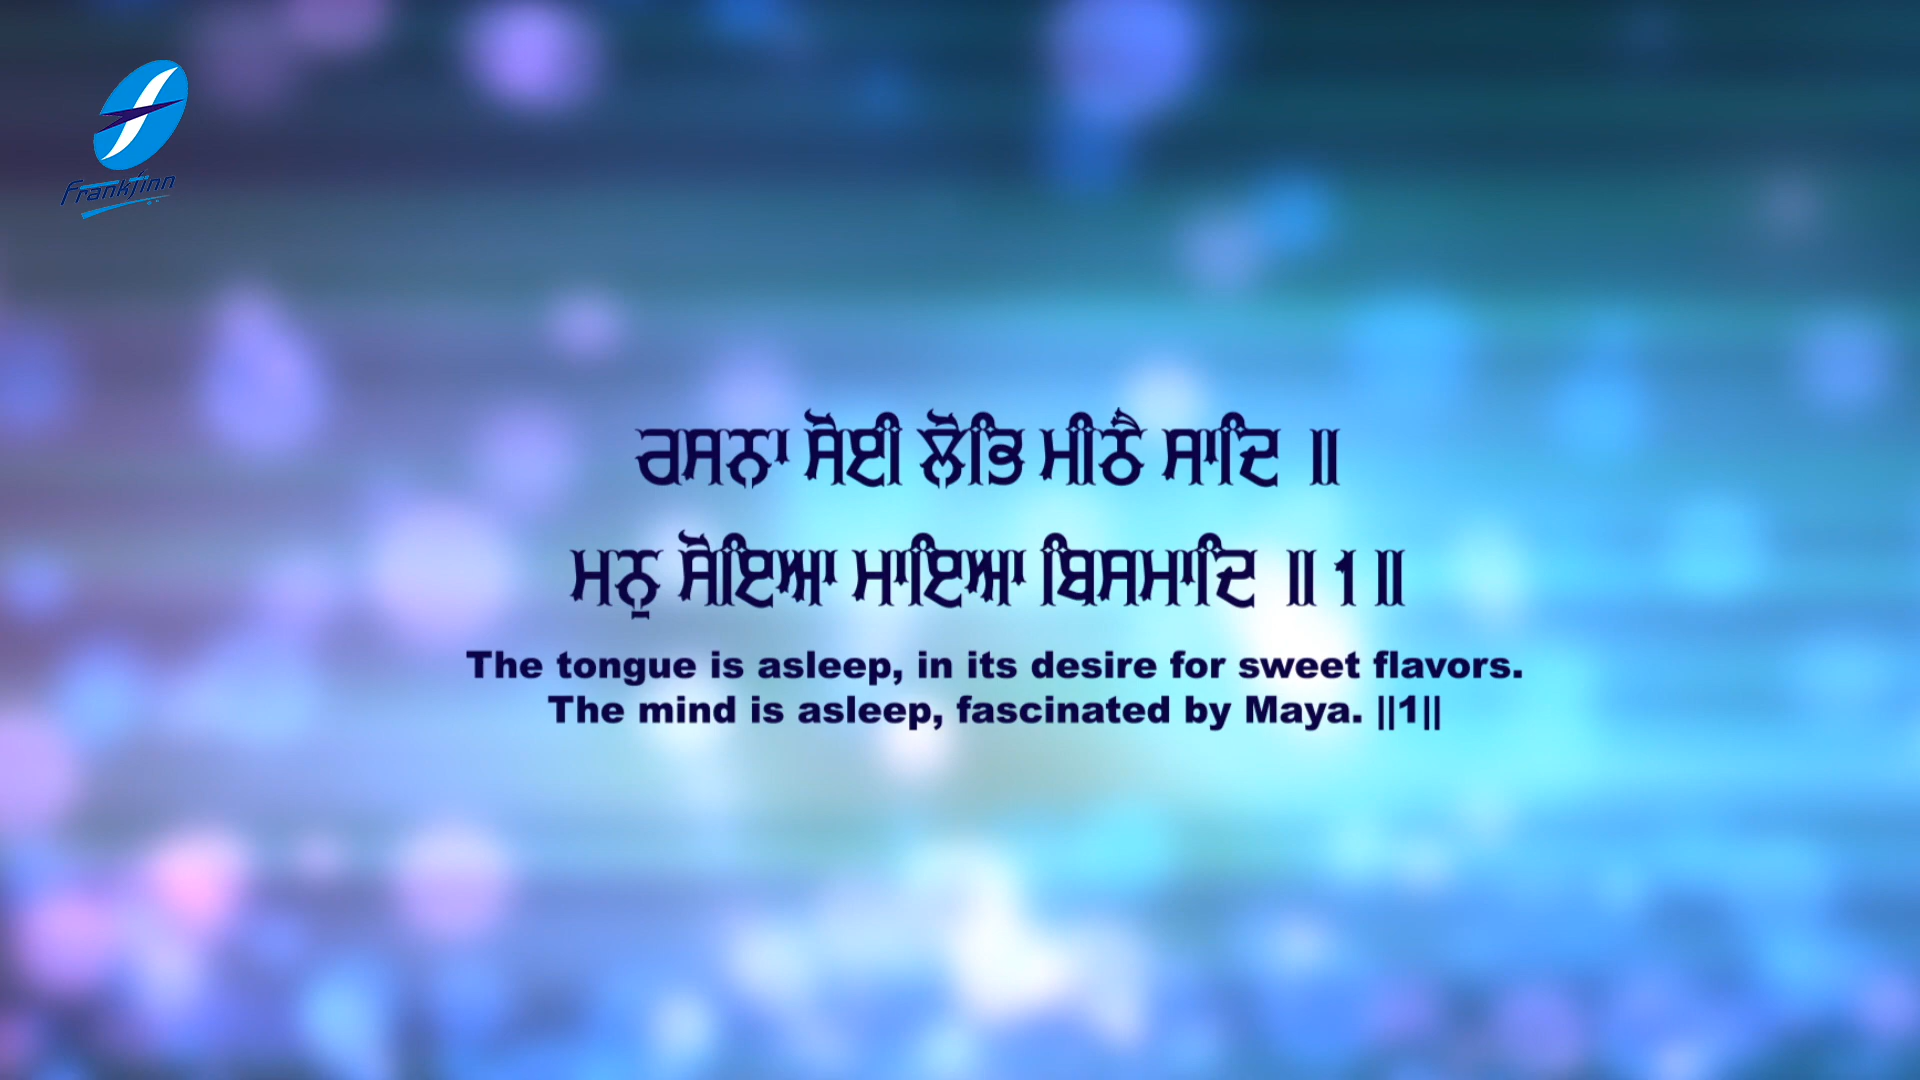 Frankfinn
ਰਸਨਾ ਸੋਈ ਲੋਭਿ ਮੀਠੈ ਸਾਦਿ ॥
ਮਨੁ ਸੋਇਆ ਮਾਇਆ ਬਿਸਮਾਦਿ ॥ 1 ॥
The tongue is asleep, in its desire for sweet flavors.
The mind is asleep, fascinated by Maya. ||1||